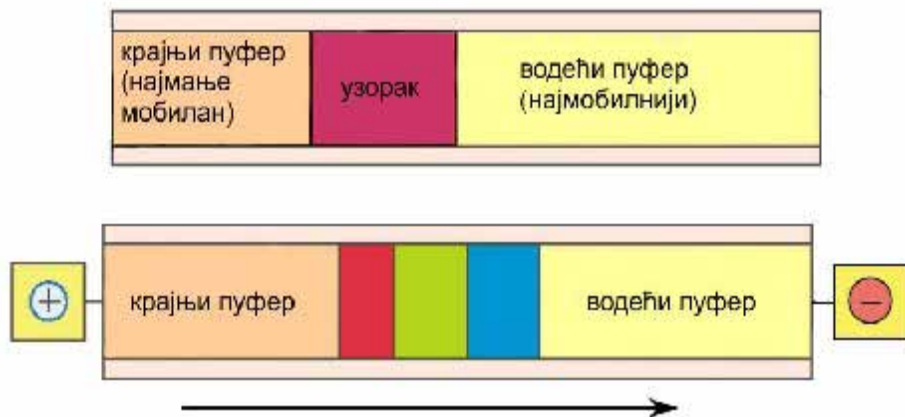 крајњи пуфер
(најмање
мобилан)
узорак
водећи пуфер
(најмобилнији)
+
крајњи пуфер
водећи пуфер
−